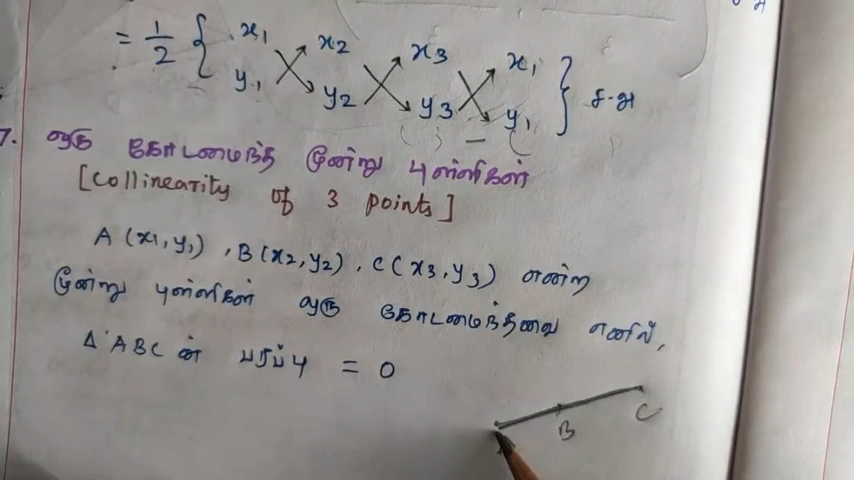 = 1/2 { x1 x2 x3 x1
y1 y2 y3 y1 } ச.அ
7. ஒரு கோடமைந்த மூன்று புள்ளிகள்
[Collinearity of 3 points]
A(x1,y1), B(x2,y2), C(x3,y3) என்ற
மூன்று புள்ளிகள் ஒரு கோடமைந்தவை எனில்,
Δ ABC ன் பரப்பு = 0
C
B